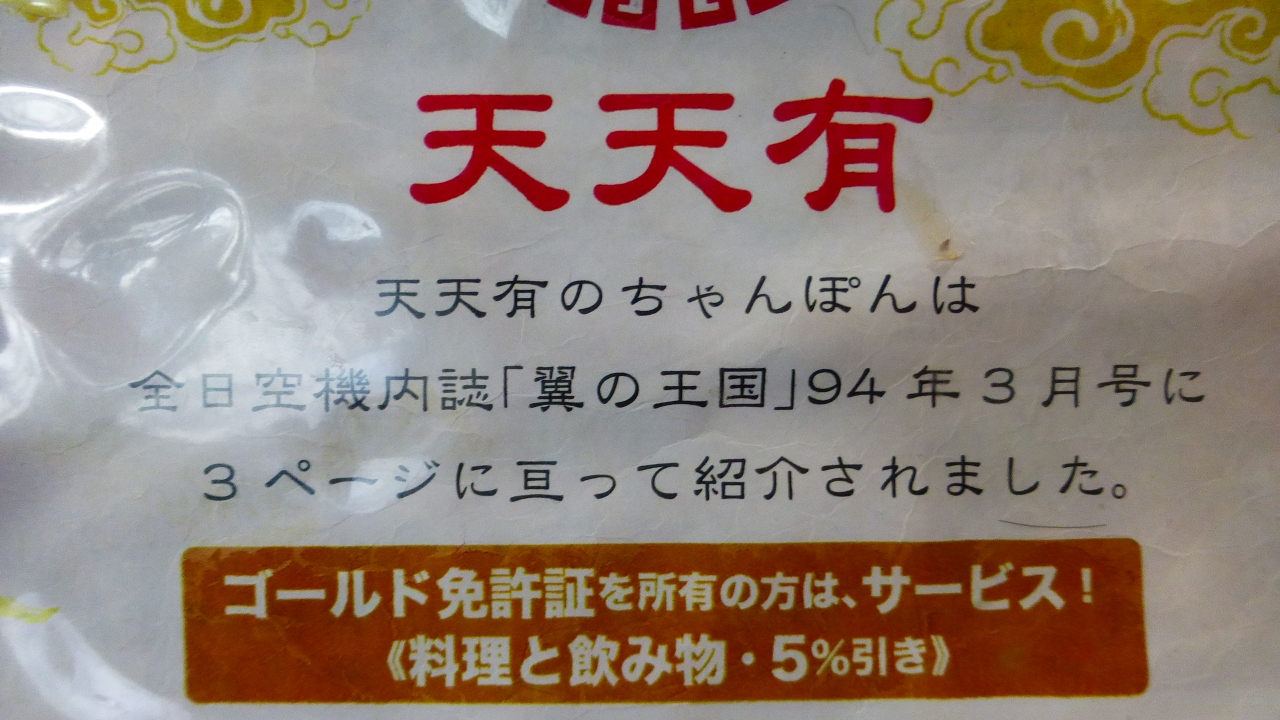 天天有
天天有のちゃんぽんは
全日空機内誌「翼の王国」94年3月号に
3ページに亘って紹介されました。
ゴールド免許証を所有の方は、サービス！
《料理と飲み物・5%引き》